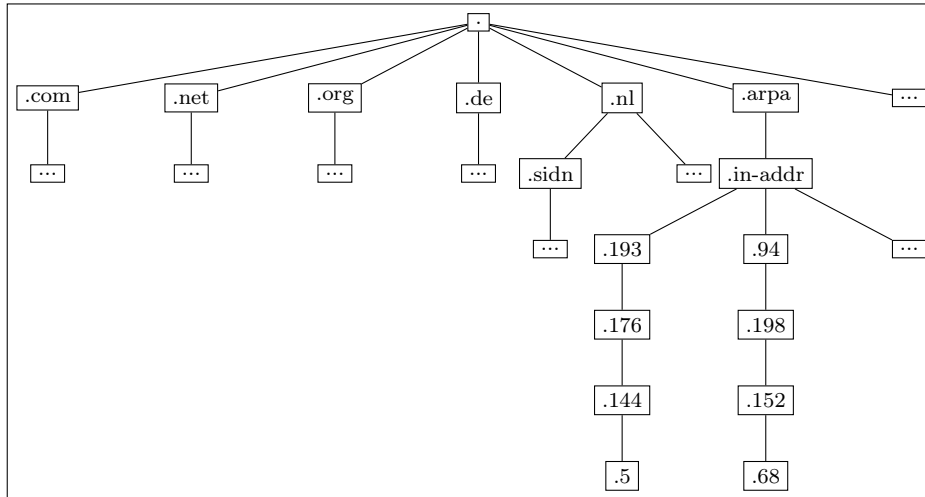 .
.com .net .org .de .nl .arpa ...
... ... ... ... .sidn ... .in-addr
... .193 .94 ...
.176 .198
.144 .152
.5 .68